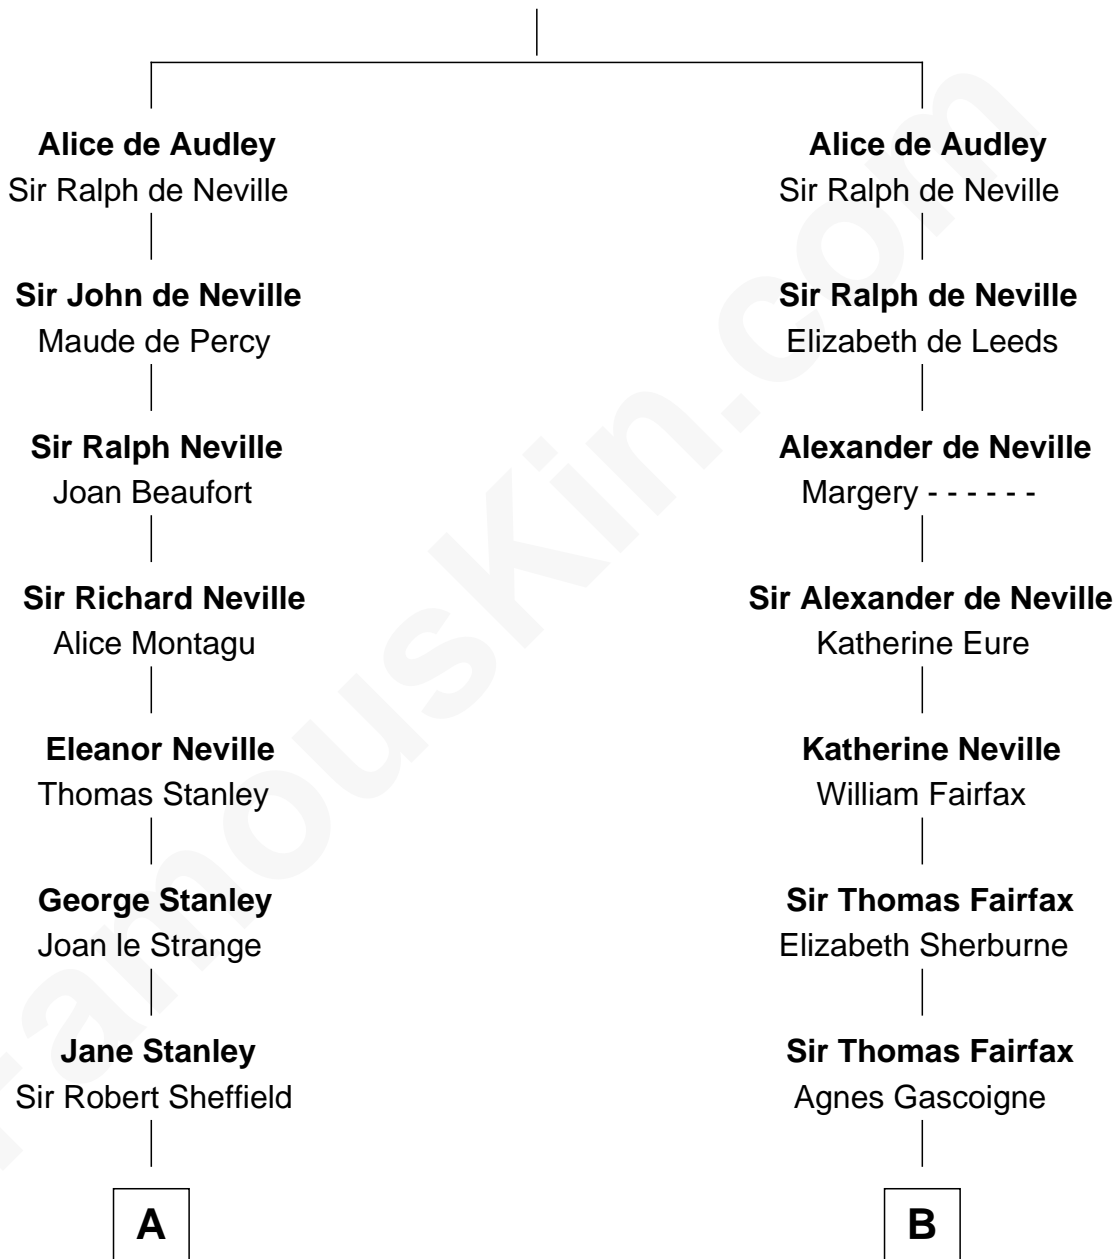 Alice de Audley
Sir Ralph de Neville
Alice de Audley
Sir Ralph de Neville
Sir John de Neville
Maude de Percy
Sir Ralph de Neville
Elizabeth de Leeds
Sir Ralph Neville
Joan Beaufort
Alexander de Neville
Margery - - - - - -
Sir Richard Neville
Alice Montagu
Sir Alexander de Neville
Katherine Eure
Eleanor Neville
Thomas Stanley
Katherine Neville
William Fairfax
George Stanley
Joan le Strange
Sir Thomas Fairfax
Elizabeth Sherburne
Jane Stanley
Sir Robert Sheffield
Sir Thomas Fairfax
Agnes Gascoigne
A
B
FamousKin.com